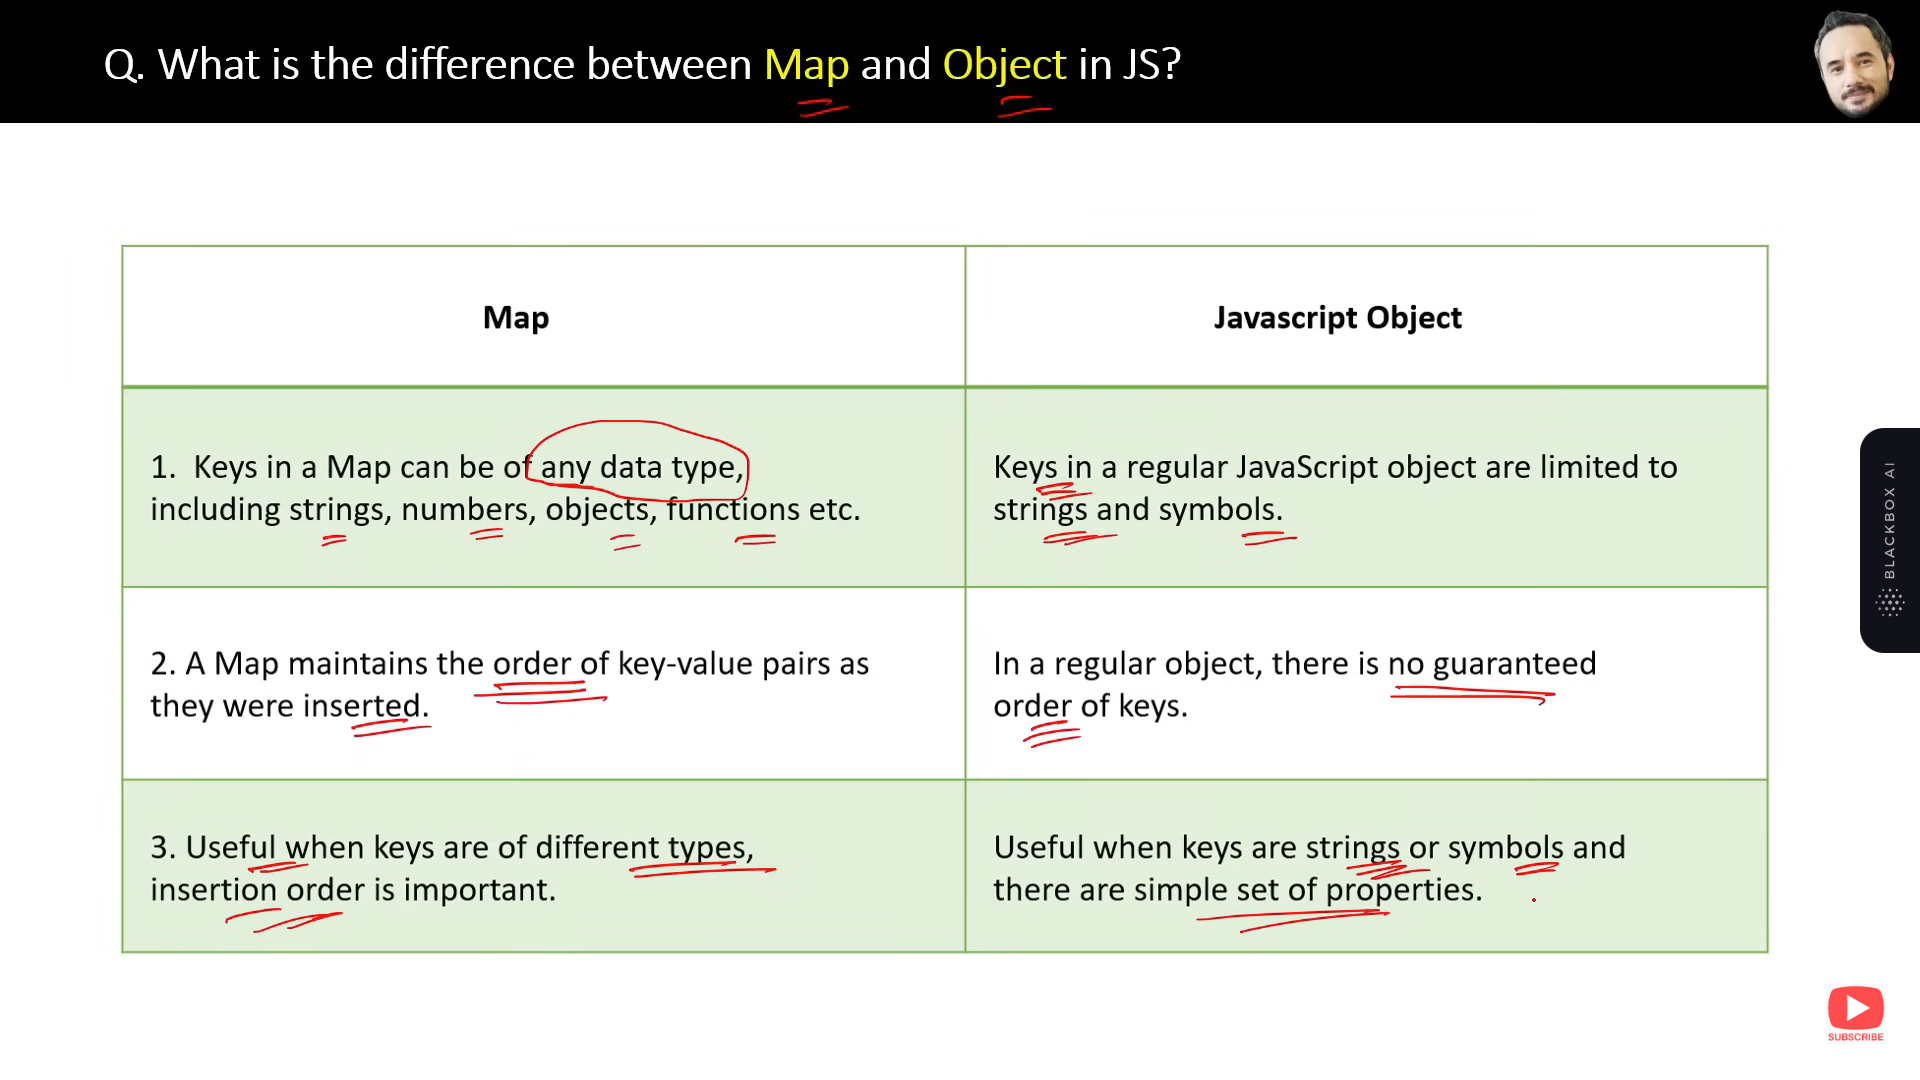 Q. What is the difference between Map and Object in JS?
Map
Javascript Object
1. Keys in a Map can be of any data type,
including strings, numbers, objects, functions etc.
Keys in a regular JavaScript object are limited to
strings and symbols.
2. A Map maintains the order of key-value pairs as
they were inserted.
In a regular object, there is no guaranteed
order of keys.
3. Useful when keys are of different types,
insertion order is important.
Useful when keys are strings or symbols and
there are simple set of properties.
BLACKBOX AI
SUBSCRIBE